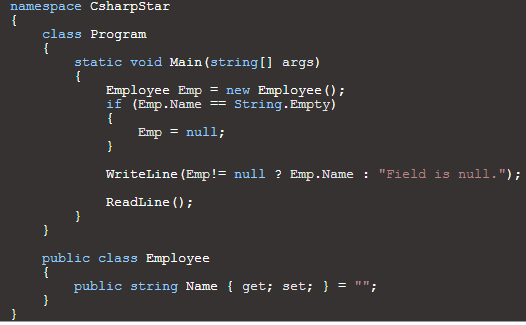 namespace CsharpStar
{
    class Program
    {
        static void Main(string[] args)
        {
            Employee Emp = new Employee();
            if (Emp.Name == String.Empty)
            {
                Emp = null;
            }

            WriteLine(Emp!= null ? Emp.Name : "Field is null.");

            ReadLine();
        }
    }

    public class Employee
    {
        public string Name { get; set; } = "";
    }
}